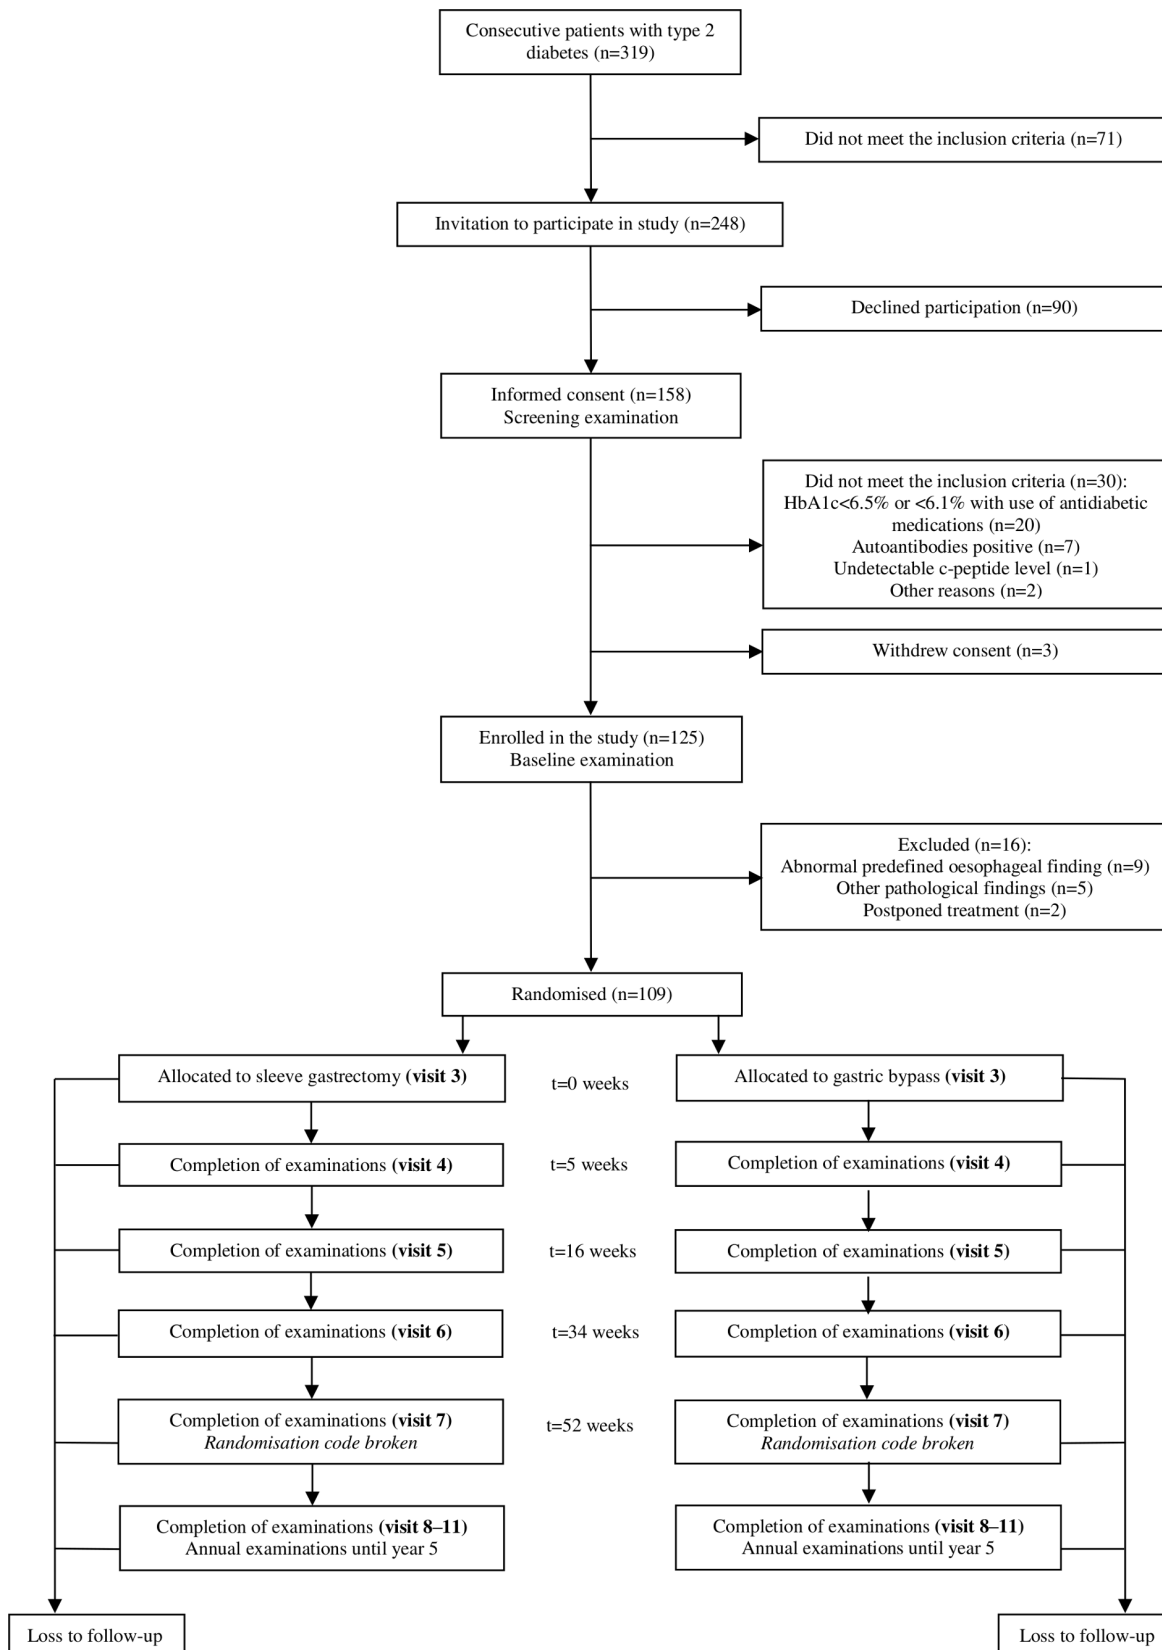 Consecutive patients with type 2
diabetes (n=319)
Did not meet the inclusion criteria (n=71)
Invitation to participate in study (n=248)
Declined participation (n=90)
Informed consent (n=158)
Screening examination
Did not meet the inclusion criteria (n=30):
HbA1c<6.5% or <6.1% with use of antidiabetic
medications (n=20)
Autoantibodies positive (n=7)
Undetectable c-peptide level (n=1)
Other reasons (n=2)
Withdrew consent (n=3)
Enrolled in the study (n=125)
Baseline examination
Excluded (n=16):
Abnormal predefined oesophageal finding (n=9)
Other pathological findings (n=5)
Postponed treatment (n=2)
Randomised (n=109)
Allocated to sleeve gastrectomy (visit 3)
t=0 weeks
Allocated to gastric bypass (visit 3)
Completion of examinations (visit 4)
t=5 weeks
Completion of examinations (visit 4)
Completion of examinations (visit 5)
t=16 weeks
Completion of examinations (visit 5)
Completion of examinations (visit 6)
t=34 weeks
Completion of examinations (visit 6)
Completion of examinations (visit 7)
Randomisation code broken
t=52 weeks
Completion of examinations (visit 7)
Randomisation code broken
Completion of examinations (visit 8–11)
Annual examinations until year 5
Completion of examinations (visit 8–11)
Annual examinations until year 5
Loss to follow-up
Loss to follow-up